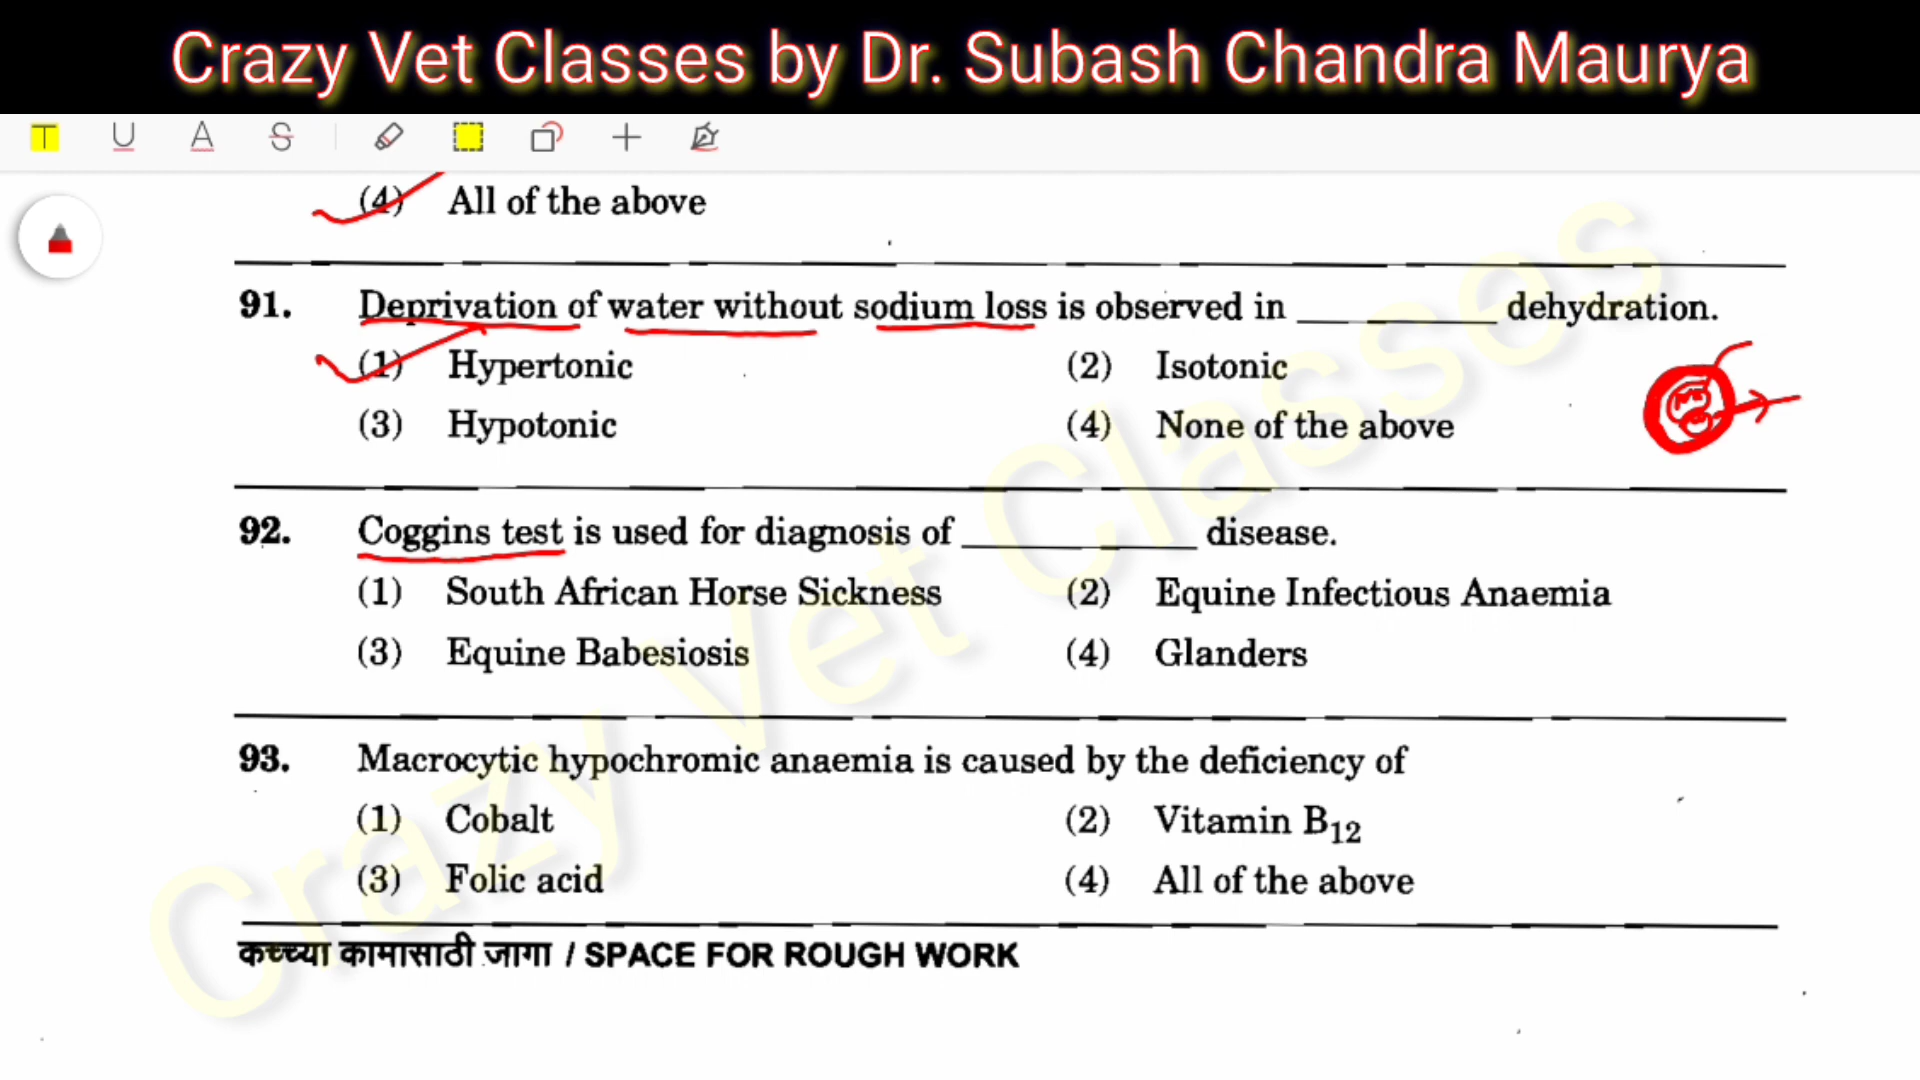 Crazy Vet Classes by Dr. Subash Chandra Maurya
T U A S
(4) All of the above
91. Deprivation of water without sodium loss is observed in __________ dehydration.
(1) Hypertonic (2) Isotonic
(3) Hypotonic (4) None of the above
92. Coggins test is used for diagnosis of __________ disease.
(1) South African Horse Sickness (2) Equine Infectious Anaemia
(3) Equine Babesiosis (4) Glanders
93. Macrocytic hypochromic anaemia is caused by the deficiency of
(1) Cobalt (2) Vitamin B12
(3) Folic acid (4) All of the above
कच्च्या कामासाठी जागा / SPACE FOR ROUGH WORK
Crazy Vet Classes